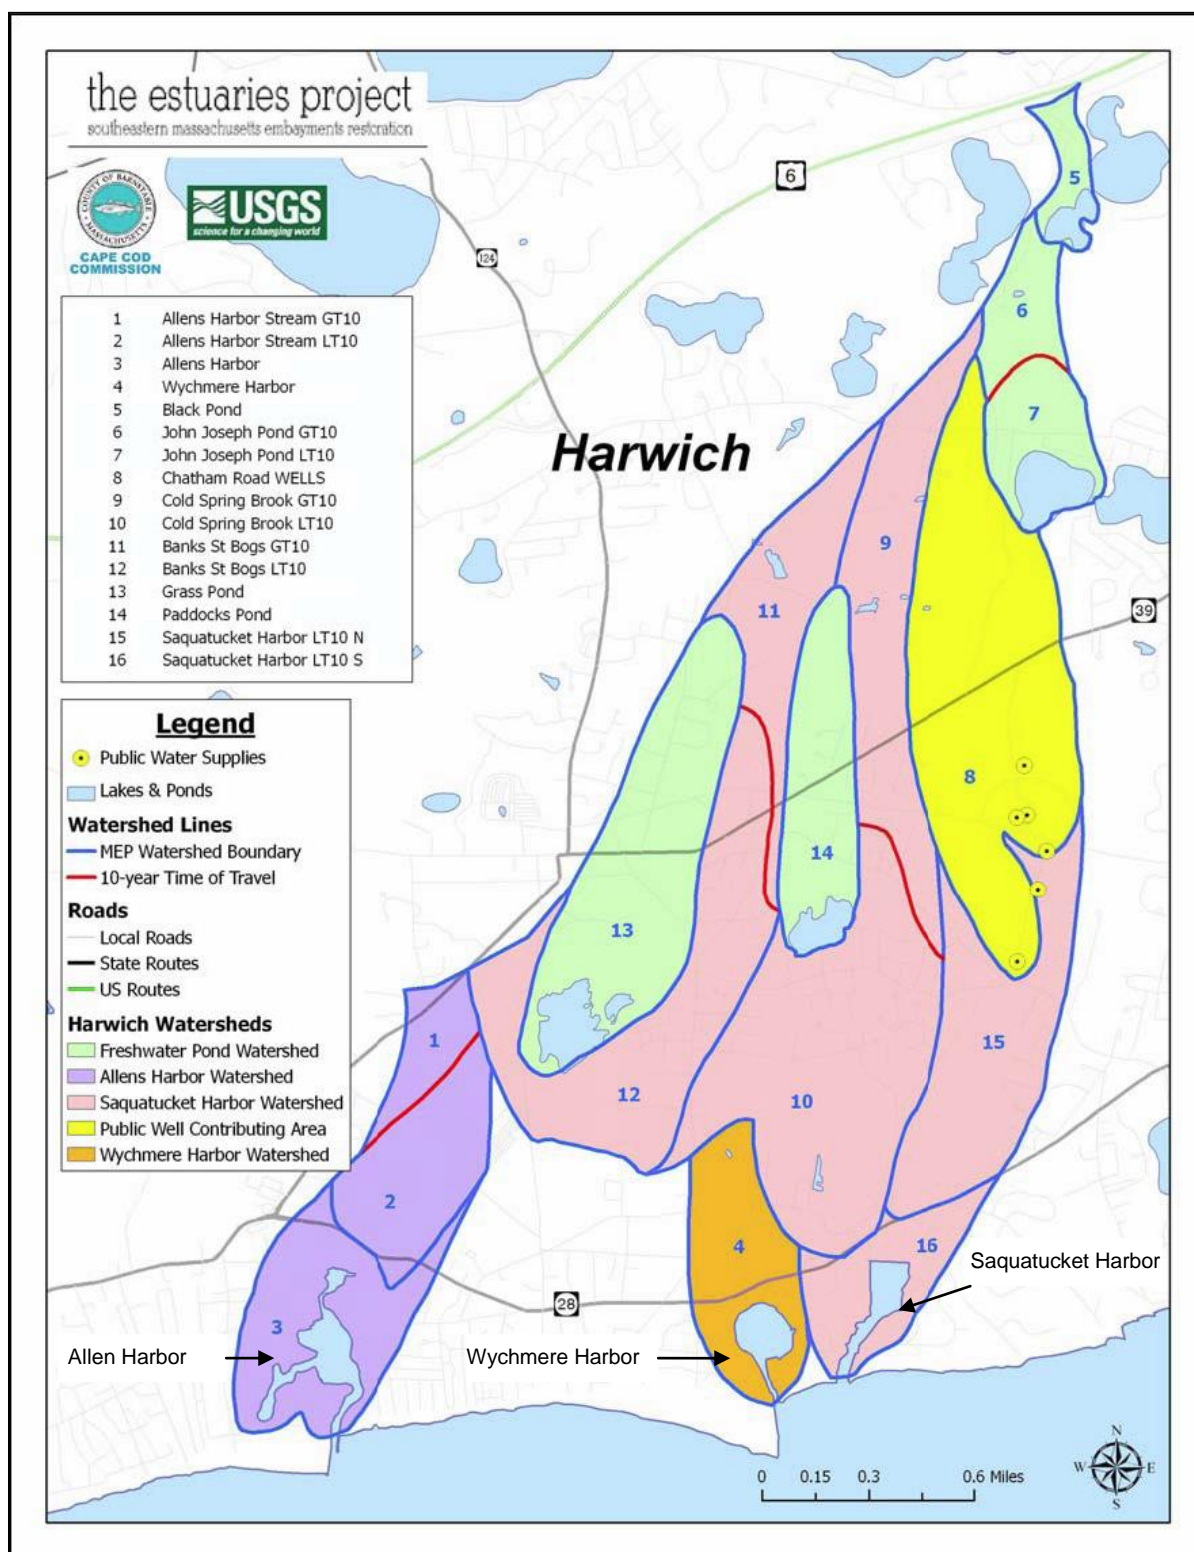 the estuaries project
southeastern massachusetts embayments restoration
COUNTY OF BARNSTABLE
MASSACHUSETTS
CAPE COD
COMMISSION
USGS
science for a changing world
1 Allens Harbor Stream GT10
2 Allens Harbor Stream LT10
3 Allens Harbor
4 Wychmere Harbor
5 Black Pond
6 John Joseph Pond GT10
7 John Joseph Pond LT10
8 Chatham Road WELLS
9 Cold Spring Brook GT10
10 Cold Spring Brook LT10
11 Banks St Bogs GT10
12 Banks St Bogs LT10
13 Grass Pond
14 Paddocks Pond
15 Saquatucket Harbor LT10 N
16 Saquatucket Harbor LT10 S
Legend
Public Water Supplies
Lakes & Ponds
Watershed Lines
MEP Watershed Boundary
10-year Time of Travel
Roads
Local Roads
State Routes
US Routes
Harwich Watersheds
Freshwater Pond Watershed
Allens Harbor Watershed
Saquatucket Harbor Watershed
Public Well Contributing Area
Wychmere Harbor Watershed
6
5
124
6
7
Harwich
9
11
39
8
14
13
1
15
12
10
2
4
16
Saquatucket Harbor
28
3
Allen Harbor
Wychmere Harbor
0 0.15 0.3 0.6 Miles
N
W E
S